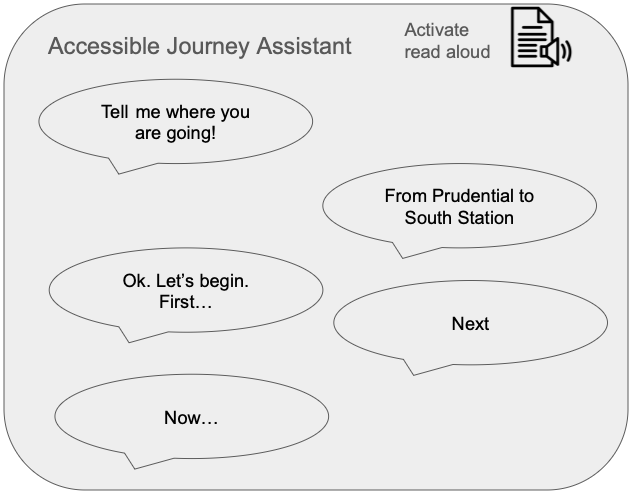 Accessible Journey Assistant
Activate
read aloud
Tell me where you
are going!
From Prudential to
South Station
Ok. Let’s begin.
First…
Next
Now…